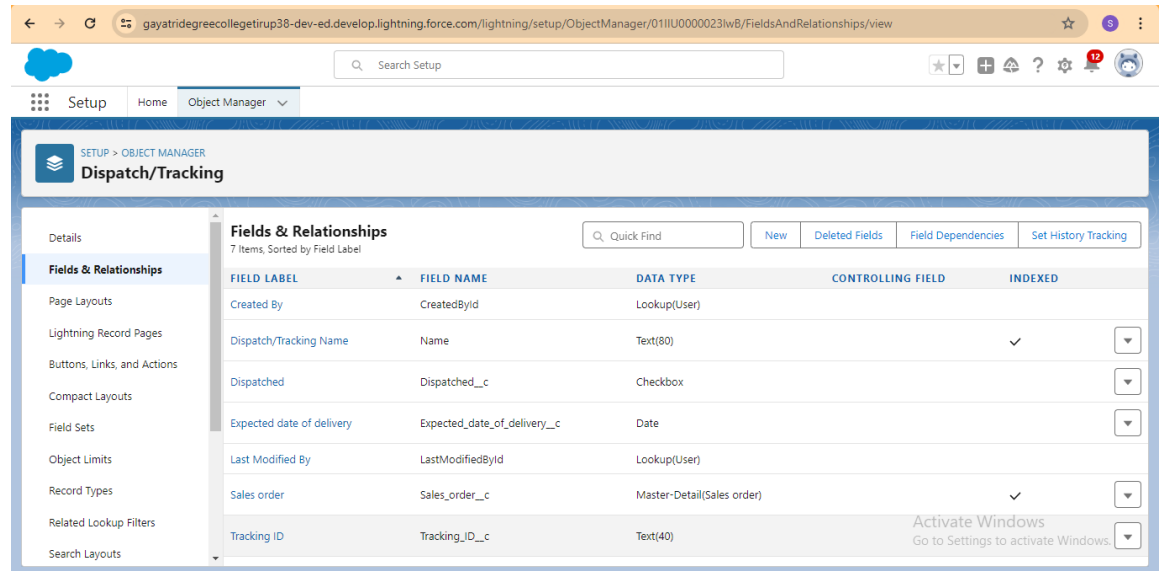 gayatridegreecollegetirup38-dev-ed.develop.lightning.force.com/lightning/setup/ObjectManager/01IIU0000023IwB/FieldsAndRelationships/view
S
Search Setup
12
Setup Home Object Manager
SETUP > OBJECT MANAGER
Dispatch/Tracking
Details
Fields & Relationships
Page Layouts
Lightning Record Pages
Buttons, Links, and Actions
Compact Layouts
Field Sets
Object Limits
Record Types
Related Lookup Filters
Search Layouts
Fields & Relationships
7 Items, Sorted by Field Label
Quick Find New Deleted Fields Field Dependencies Set History Tracking
FIELD LABEL FIELD NAME DATA TYPE CONTROLLING FIELD INDEXED
Created By CreatedById Lookup(User)
Dispatch/Tracking Name Name Text(80)
Dispatched Dispatched__c Checkbox
Expected date of delivery Expected_date_of_delivery__c Date
Last Modified By LastModifiedById Lookup(User)
Sales order Sales_order__c Master-Detail(Sales order)
Tracking ID Tracking_ID__c Text(40)
Activate Windows
Go to Settings to activate Windows.